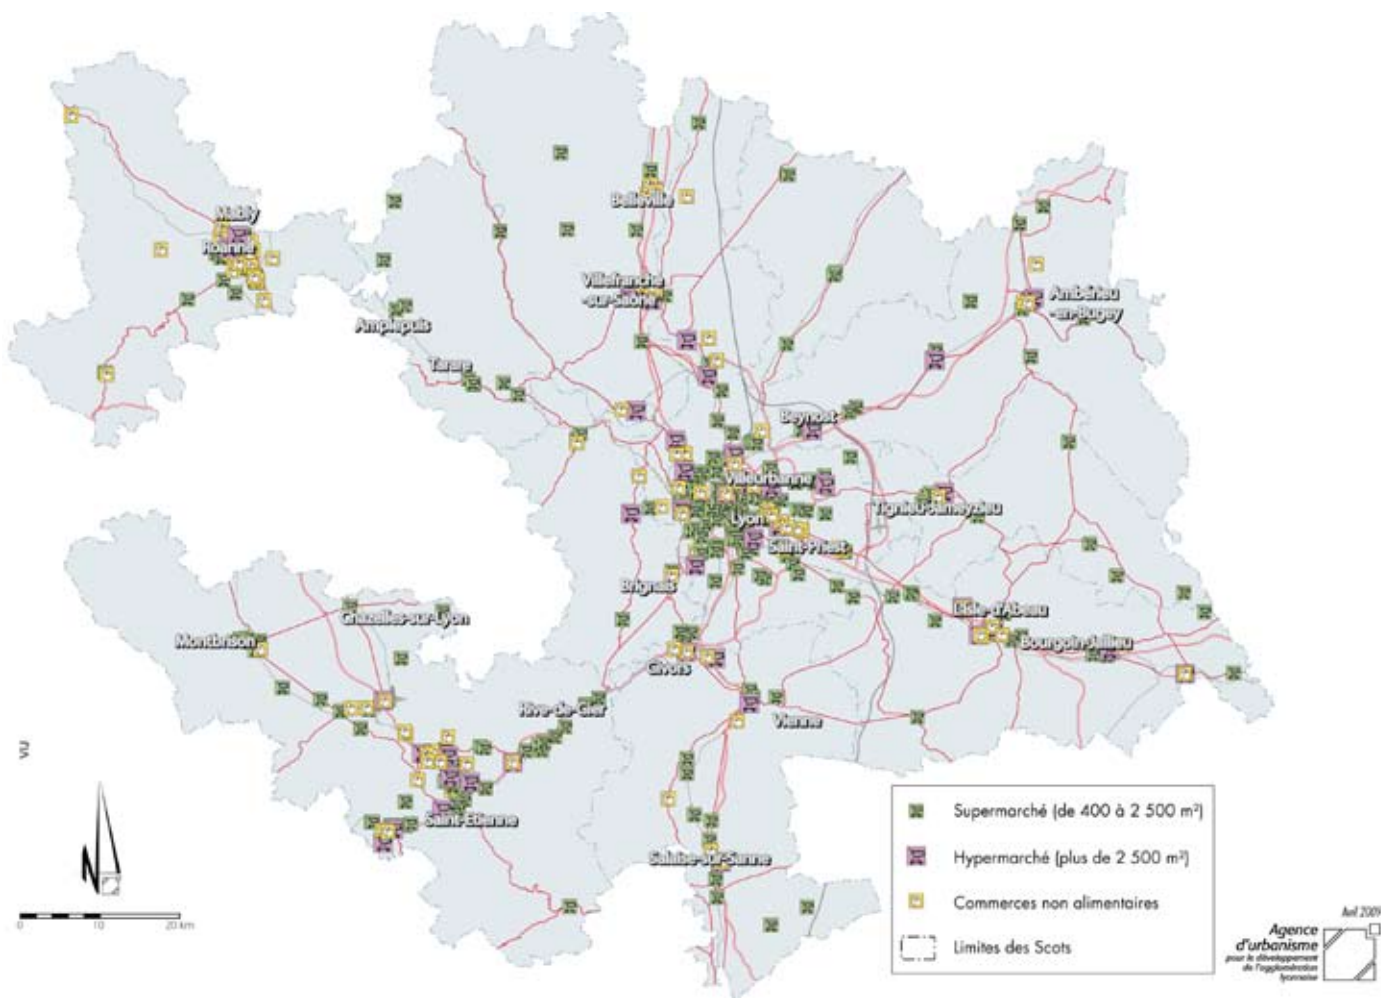 Belleville
Mably
Roanne
Villefranche
-sur-Saône
Ambérieu
-en-Bugey
Amplepuis
Tarare
Beynost
Villeurbanne
Tignieu-Jameyzieu
Lyon
Saint-Priest
Brignais
L'Isle-d'Abeau
Chazelles-sur-Lyon
Montbrison
Bourgoin-Jallieu
Givors
Rive-de-Gier
Vienne
VU
Saint-Etienne
Salaise-sur-Sanne
Supermarché (de 400 à 2 500 m²)
Hypermarché (plus de 2 500 m²)
Commerces non alimentaires
Limites des Scots
N
0 10 20 km
Avril 2009
Agence
d'urbanisme
pour le développement
de l'agglomération
lyonnaise